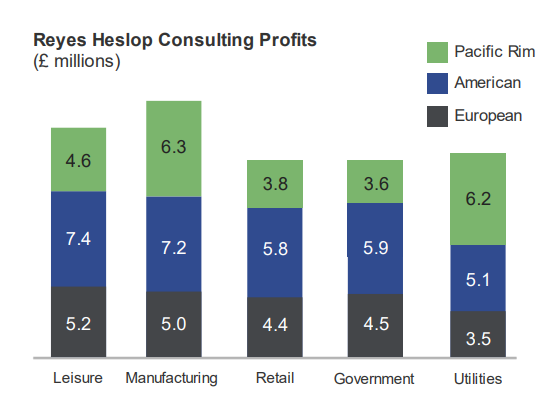 Reyes Heslop Consulting Profits
(£ millions)
Pacific Rim
American
European
4.6
6.3
3.8
3.6
6.2
7.4
7.2
5.8
5.9
5.1
5.2
5.0
4.4
4.5
3.5
Leisure
Manufacturing
Retail
Government
Utilities